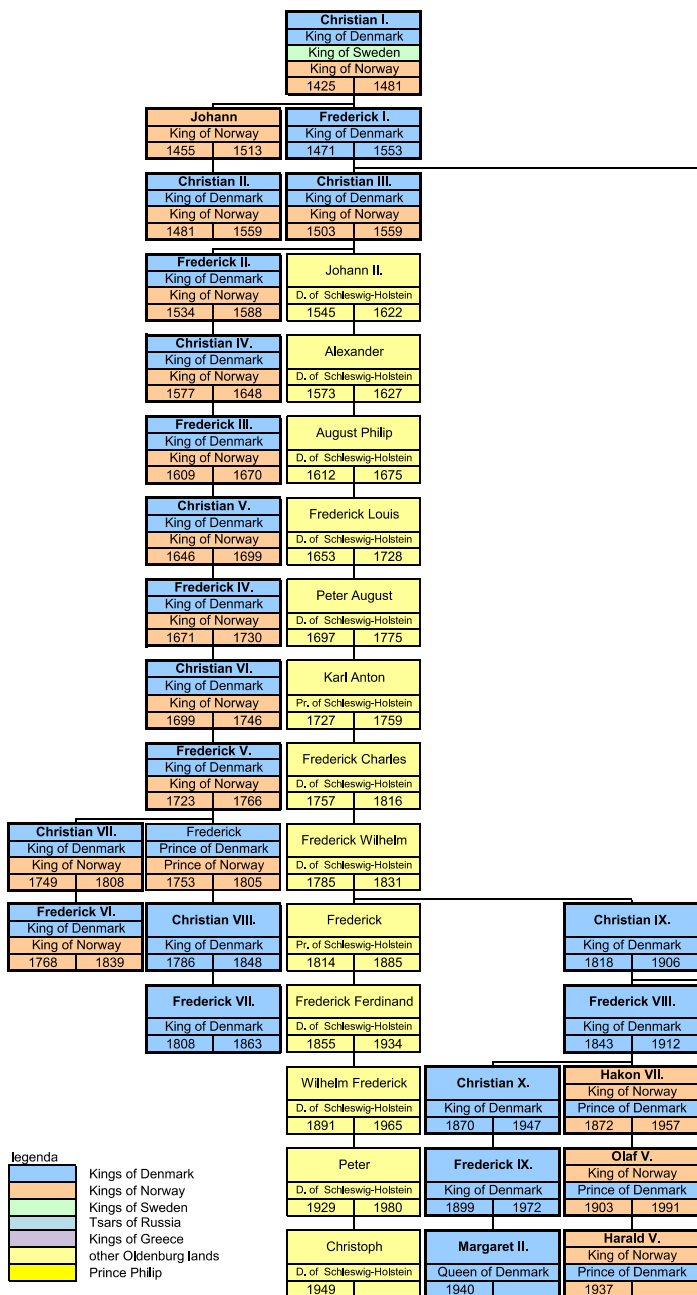 Christian I.
King of Denmark
King of Sweden
King of Norway
1425 1481
Johann
King of Norway
1455 1513
Frederick I.
King of Denmark
1471 1553
Christian II.
King of Denmark
King of Norway
1481 1559
Christian III.
King of Denmark
King of Norway
1503 1559
Frederick II.
King of Denmark
King of Norway
1534 1588
Johann II.
D. of Schleswig-Holstein
1545 1622
Christian IV.
King of Denmark
King of Norway
1577 1648
Alexander
D. of Schleswig-Holstein
1573 1627
Frederick III.
King of Denmark
King of Norway
1609 1670
August Philip
D. of Schleswig-Holstein
1612 1675
Christian V.
King of Denmark
King of Norway
1646 1699
Frederick Louis
D. of Schleswig-Holstein
1653 1728
Frederick IV.
King of Denmark
King of Norway
1671 1730
Peter August
D. of Schleswig-Holstein
1697 1775
Christian VI.
King of Denmark
King of Norway
1699 1746
Karl Anton
Pr. of Schleswig-Holstein
1727 1759
Frederick V.
King of Denmark
King of Norway
1723 1766
Frederick Charles
D. of Schleswig-Holstein
1757 1816
Christian VII.
King of Denmark
King of Norway
1749 1808
Frederick
Prince of Denmark
Prince of Norway
1753 1805
Frederick Wilhelm
D. of Schleswig-Holstein
1785 1831
Frederick VI.
King of Denmark
King of Norway
1768 1839
Christian VIII.
King of Denmark
1786 1848
Frederick
Pr. of Schleswig-Holstein
1814 1885
Christian IX.
King of Denmark
1818 1906
Frederick VII.
King of Denmark
1808 1863
Frederick Ferdinand
D. of Schleswig-Holstein
1855 1934
Frederick VIII.
King of Denmark
1843 1912
Wilhelm Frederick
D. of Schleswig-Holstein
1891 1965
Christian X.
King of Denmark
1870 1947
Hakon VII.
King of Norway
Prince of Denmark
1872 1957
Peter
D. of Schleswig-Holstein
1929 1980
Frederick IX.
King of Denmark
1899 1972
Olaf V.
King of Norway
Prince of Denmark
1903 1991
Christoph
D. of Schleswig-Holstein
1949
Margaret II.
Queen of Denmark
1940
Harald V.
King of Norway
Prince of Denmark
1937
legenda
Kings of Denmark
Kings of Norway
Kings of Sweden
Tsars of Russia
Kings of Greece
other Oldenburg lands
Prince Philip